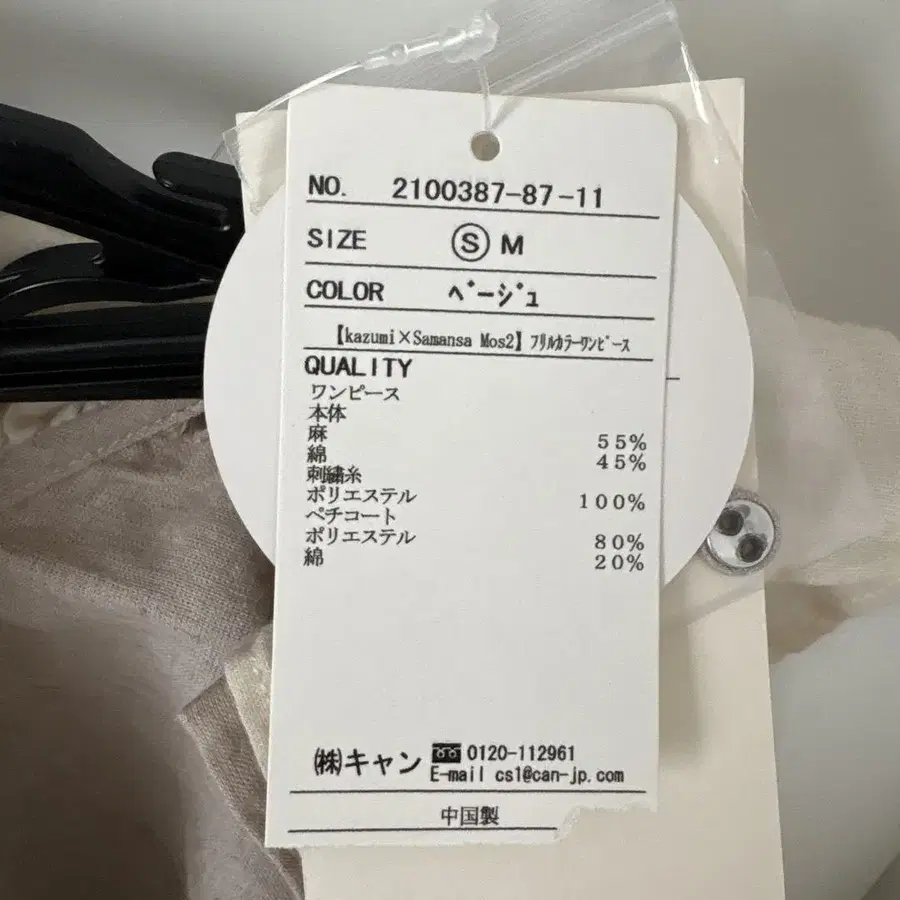 NO. 2100387-87-11
SIZE Ⓢ M
COLOR ﾍﾞｰｼﾞｭ
【kazumi×Samansa Mos2】ﾌﾘﾙｶﾗｰﾜﾝﾋﾟｰｽ
QUALITY
ワンピース
本体
麻 55%
綿 45%
刺繍糸
ポリエステル 100%
ペチコート
ポリエステル 80%
綿 20%
㈱キャン 0120-112961
E-mail cs1@can-jp.com
中国製